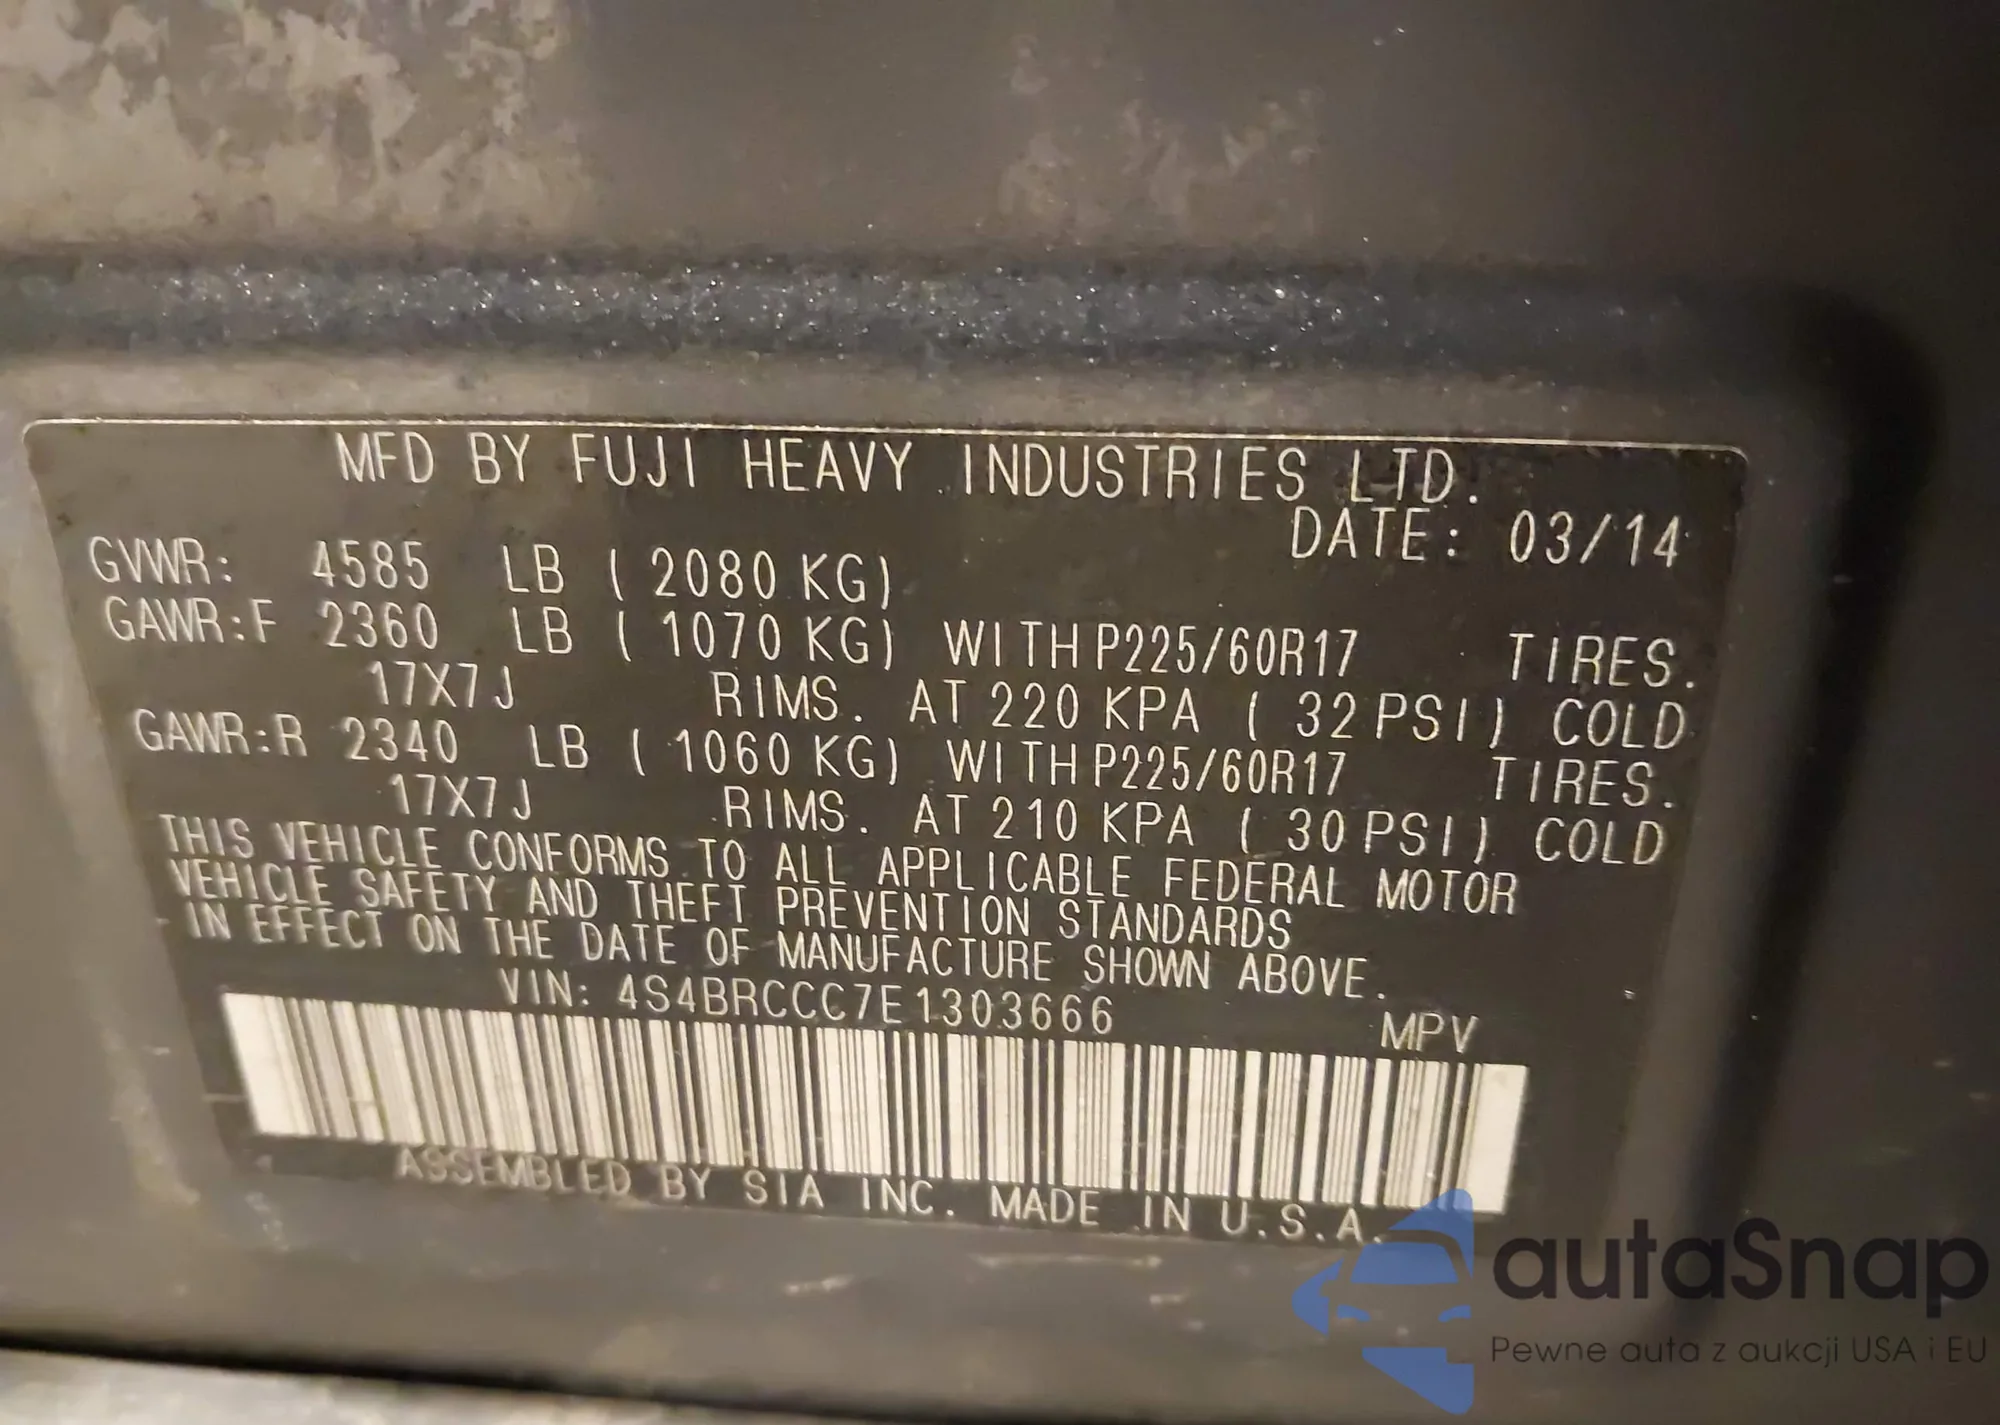 MFD BY FUJI HEAVY INDUSTRIES LTD.
DATE: 03/14
GVWR: 4585 LB ( 2080 KG)
GAWR:F 2360 LB ( 1070 KG) WITH P225/60R17 TIRES.
17X7J RIMS. AT 220 KPA ( 32 PSI) COLD
GAWR:R 2340 LB ( 1060 KG) WITH P225/60R17 TIRES.
17X7J RIMS. AT 210 KPA ( 30 PSI) COLD
THIS VEHICLE CONFORMS TO ALL APPLICABLE FEDERAL MOTOR
VEHICLE SAFETY AND THEFT PREVENTION STANDARDS
IN EFFECT ON THE DATE OF MANUFACTURE SHOWN ABOVE.
VIN: 4S4BRCCC7E1303666 MPV
ASSEMBLED BY SIA INC. MADE IN U.S.A.
autaSnap
Pewne auta z aukcji USA i EU